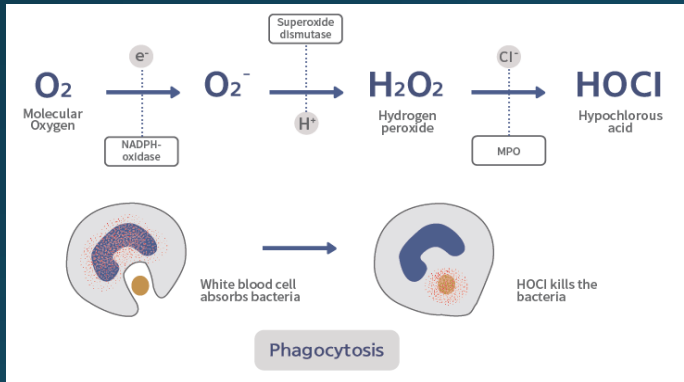 Superoxide
dismutase
e⁻
Cl⁻
O₂
O₂⁻
H₂O₂
HOCl
Molecular
Oxygen
H⁺
Hydrogen
peroxide
Hypochlorous
acid
NADPH-
oxidase
MPO
White blood cell
absorbs bacteria
HOCl kills the
bacteria
Phagocytosis